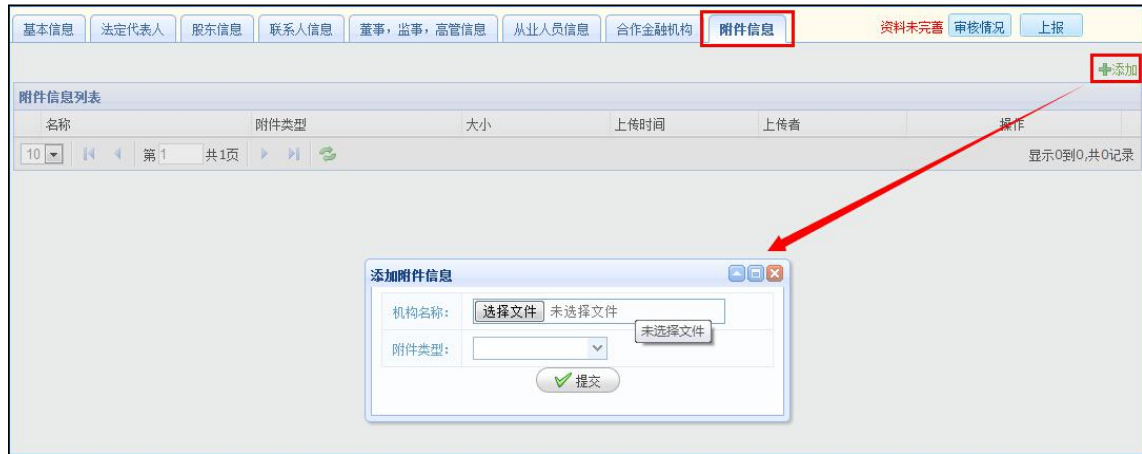 基本信息 法定代表人 股东信息 联系人信息 董事,监事,高管信息 从业人员信息 合作金融机构 附件信息 资料未完善 审核情况 上报
添加
附件信息列表
名称 附件类型 大小 上传时间 上传者 操作
10 第 1 共1页 显示0到0,共0记录
添加附件信息
机构名称: 选择文件 未选择文件
未选择文件
附件类型:
提交